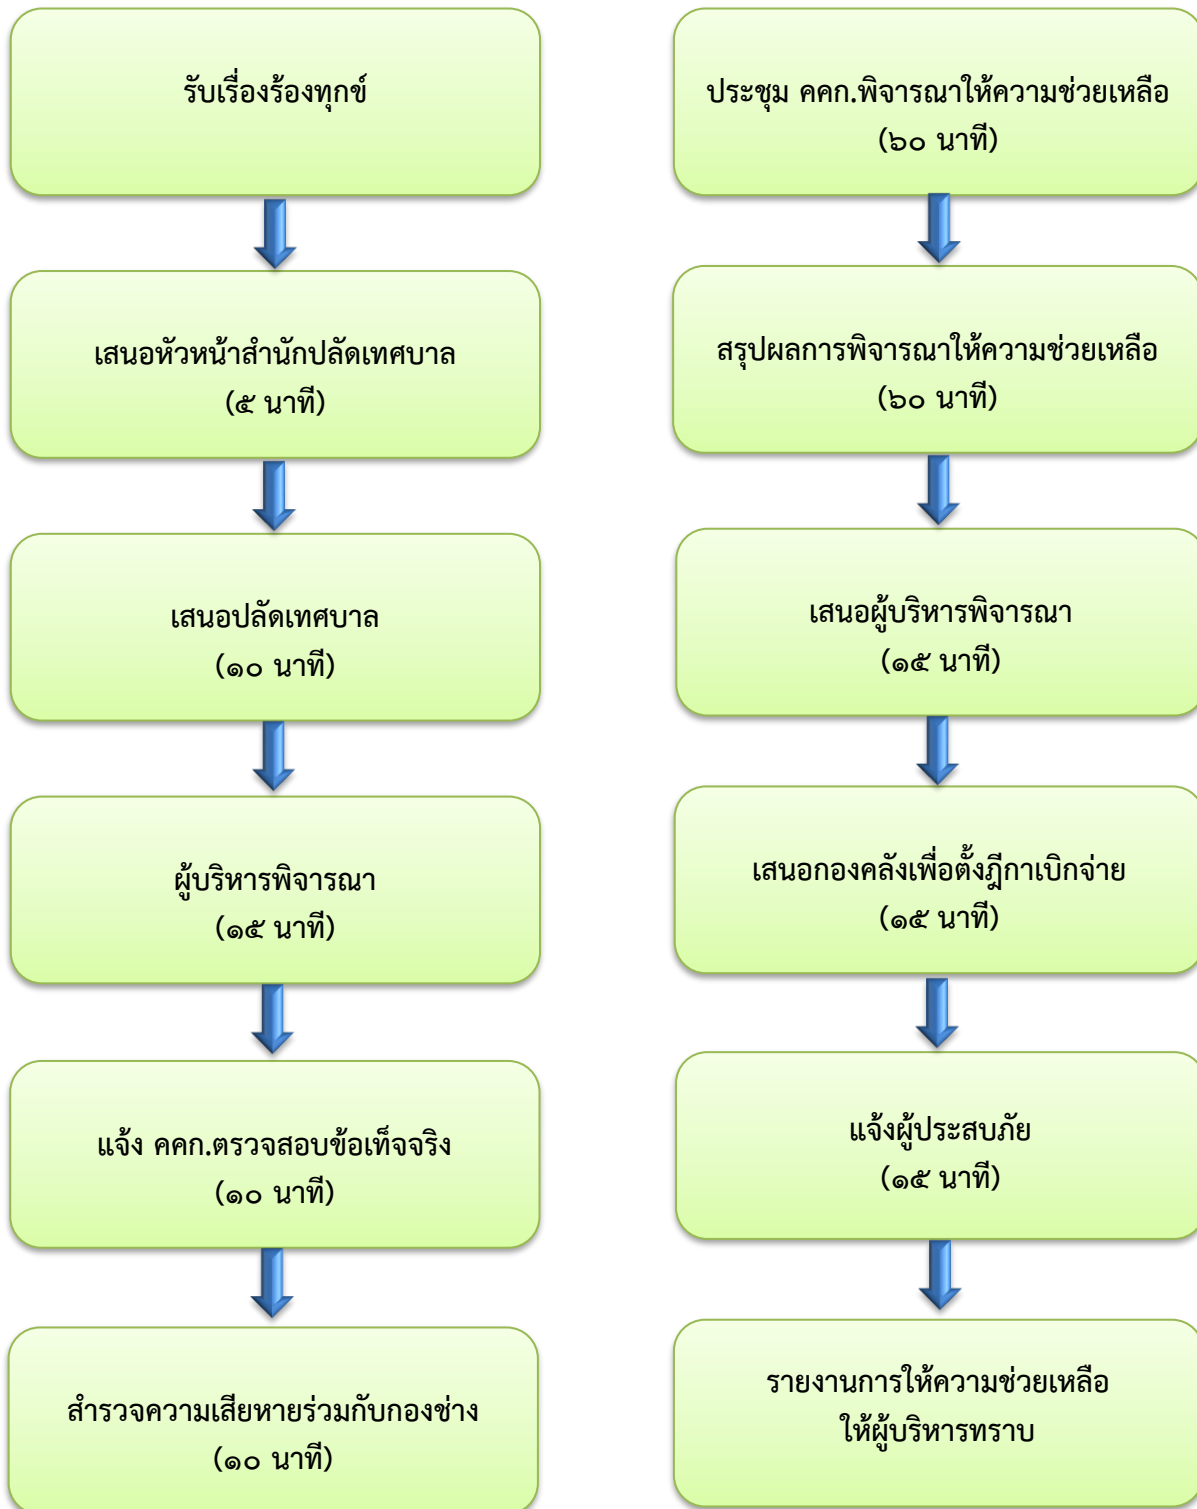 รับเรื่องร้องทุกข์
เสนอหัวหน้าสำนักปลัดเทศบาล
(๕ นาที)
เสนอปลัดเทศบาล
(๑๐ นาที)
ผู้บริหารพิจารณา
(๑๕ นาที)
แจ้ง คคก.ตรวจสอบข้อเท็จจริง
(๑๐ นาที)
สำรวจความเสียหายร่วมกับกองช่าง
(๑๐ นาที)
ประชุม คคก.พิจารณาให้ความช่วยเหลือ
(๖๐ นาที)
สรุปผลการพิจารณาให้ความช่วยเหลือ
(๖๐ นาที)
เสนอผู้บริหารพิจารณา
(๑๕ นาที)
เสนอกองคลังเพื่อตั้งฎีกาเบิกจ่าย
(๑๕ นาที)
แจ้งผู้ประสบภัย
(๑๕ นาที)
รายงานการให้ความช่วยเหลือ
ให้ผู้บริหารทราบ